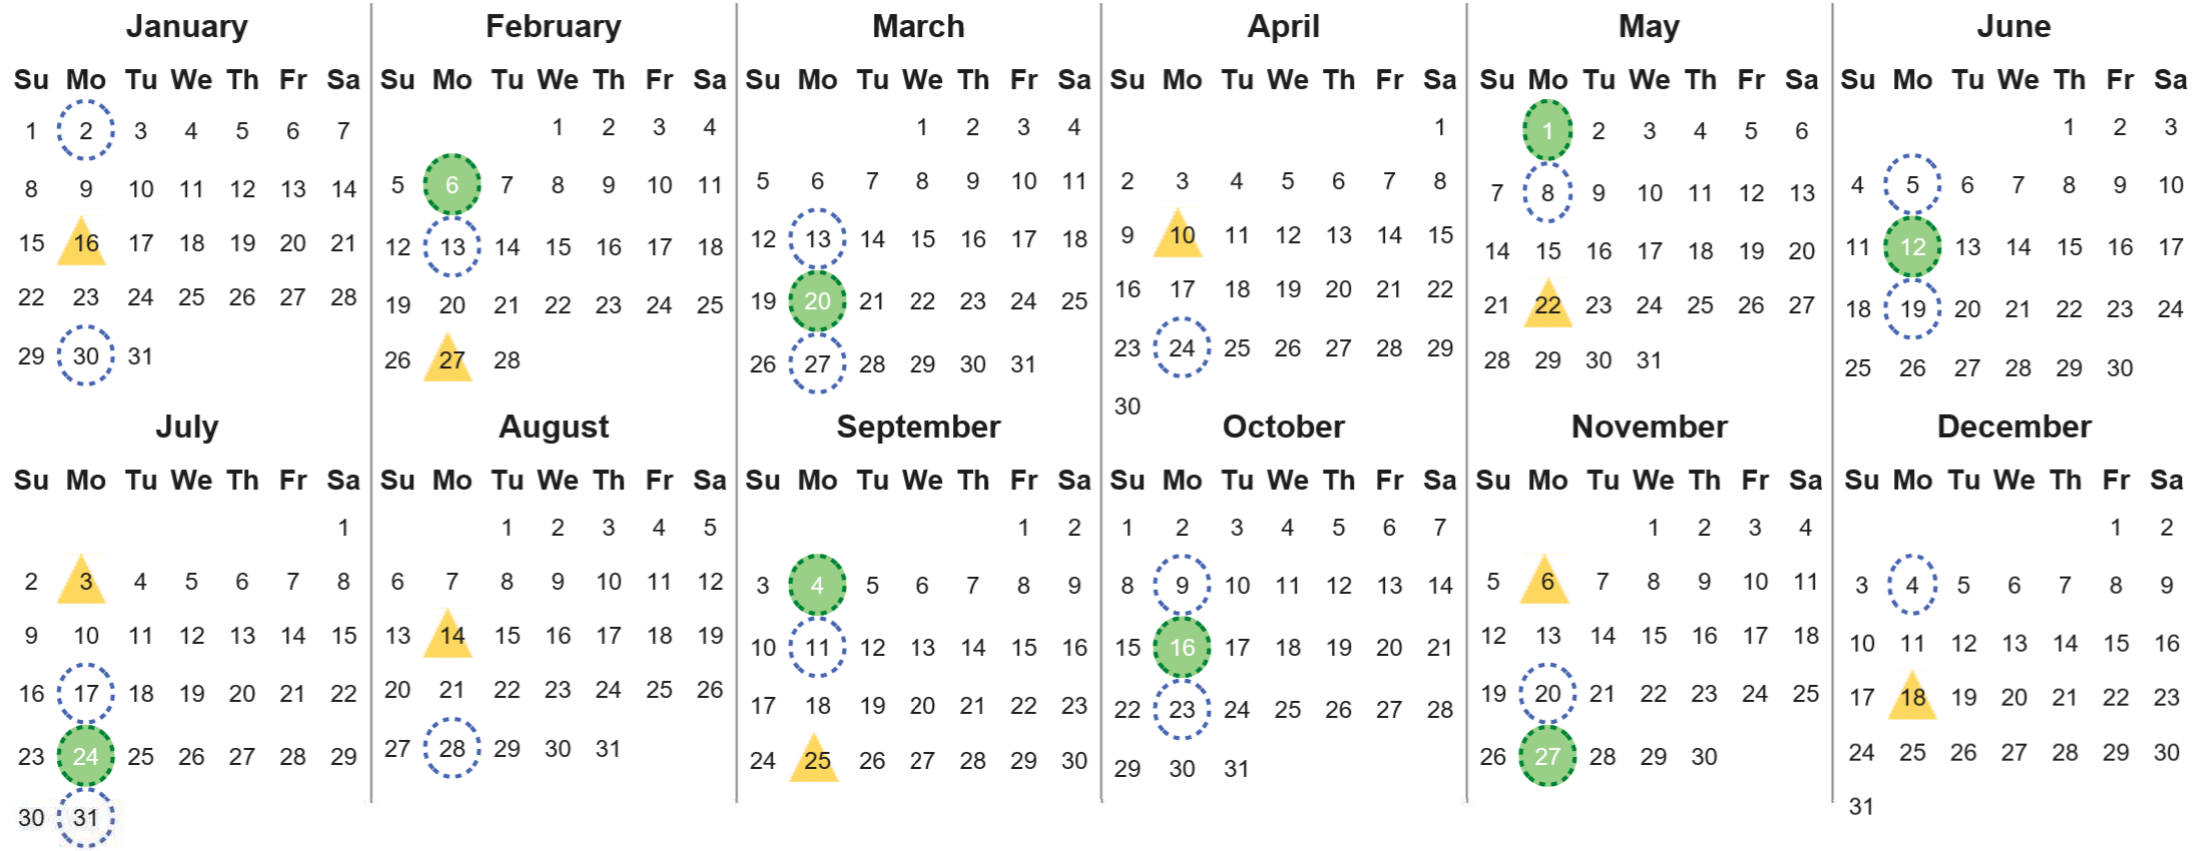 January
Su Mo Tu We Th Fr Sa
1 2 3 4 5 6 7
8 9 10 11 12 13 14
15 16 17 18 19 20 21
22 23 24 25 26 27 28
29 30 31
February
Su Mo Tu We Th Fr Sa
1 2 3 4
5 6 7 8 9 10 11
12 13 14 15 16 17 18
19 20 21 22 23 24 25
26 27 28
March
Su Mo Tu We Th Fr Sa
1 2 3 4
5 6 7 8 9 10 11
12 13 14 15 16 17 18
19 20 21 22 23 24 25
26 27 28 29 30 31
April
Su Mo Tu We Th Fr Sa
1
2 3 4 5 6 7 8
9 10 11 12 13 14 15
16 17 18 19 20 21 22
23 24 25 26 27 28 29
30
May
Su Mo Tu We Th Fr Sa
1 2 3 4 5 6
7 8 9 10 11 12 13
14 15 16 17 18 19 20
21 22 23 24 25 26 27
28 29 30 31
June
Su Mo Tu We Th Fr Sa
1 2 3
4 5 6 7 8 9 10
11 12 13 14 15 16 17
18 19 20 21 22 23 24
25 26 27 28 29 30
July
Su Mo Tu We Th Fr Sa
1
2 3 4 5 6 7 8
9 10 11 12 13 14 15
16 17 18 19 20 21 22
23 24 25 26 27 28 29
30 31
August
Su Mo Tu We Th Fr Sa
1 2 3 4 5
6 7 8 9 10 11 12
13 14 15 16 17 18 19
20 21 22 23 24 25 26
27 28 29 30 31
September
Su Mo Tu We Th Fr Sa
1 2
3 4 5 6 7 8 9
10 11 12 13 14 15 16
17 18 19 20 21 22 23
24 25 26 27 28 29 30
October
Su Mo Tu We Th Fr Sa
1 2 3 4 5 6 7
8 9 10 11 12 13 14
15 16 17 18 19 20 21
22 23 24 25 26 27 28
29 30 31
November
Su Mo Tu We Th Fr Sa
1 2 3 4
5 6 7 8 9 10 11
12 13 14 15 16 17 18
19 20 21 22 23 24 25
26 27 28 29 30
December
Su Mo Tu We Th Fr Sa
1 2
3 4 5 6 7 8 9
10 11 12 13 14 15 16
17 18 19 20 21 22 23
24 25 26 27 28 29 30
31